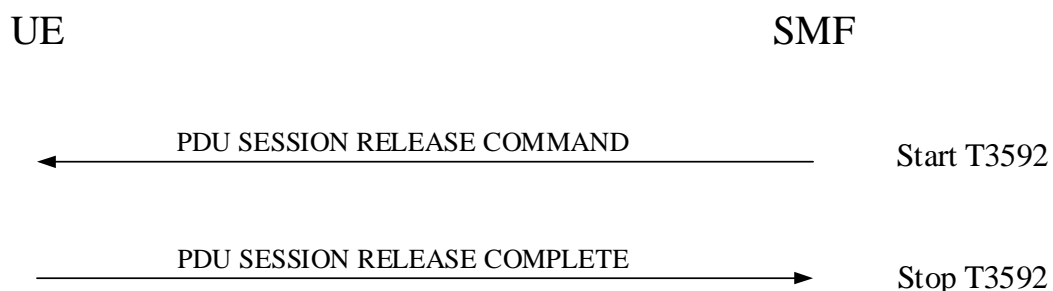 UE
SMF
PDU SESSION RELEASE COMMAND
Start T3592
PDU SESSION RELEASE COMPLETE
Stop T3592